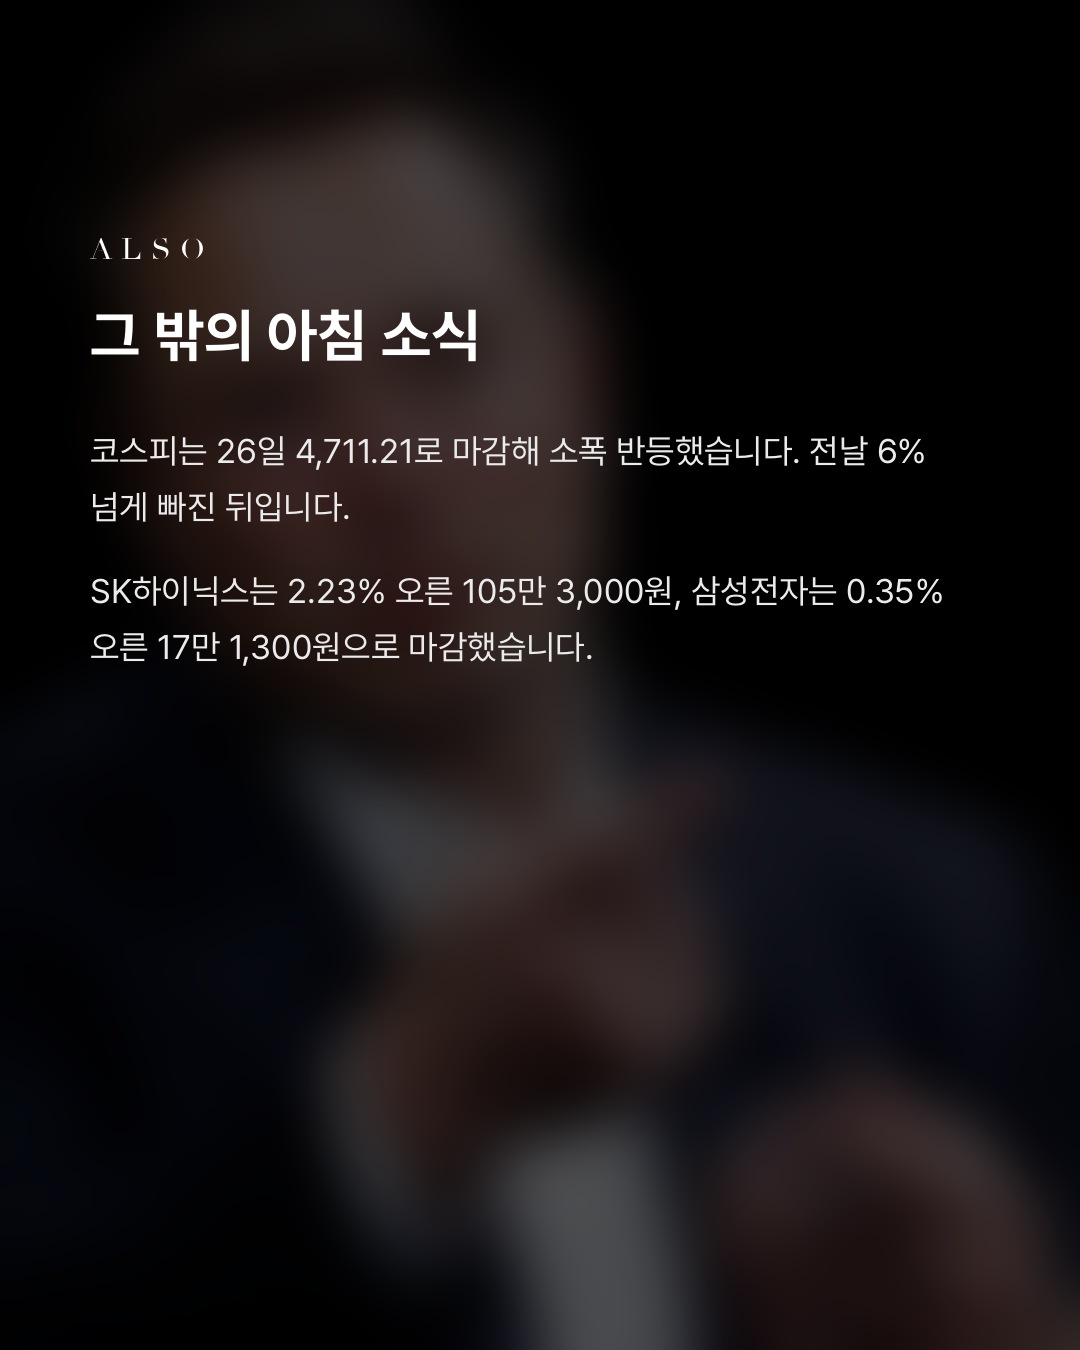 ALSO
그 밖의 아침 소식
코스피는 26일 4,711.21로 마감해 소폭 반등했습니다. 전날 6%
넘게 빠진 뒤입니다.
SK하이닉스는 2.23% 오른 105만 3,000원, 삼성전자는 0.35%
오른 17만 1,300원으로 마감했습니다.